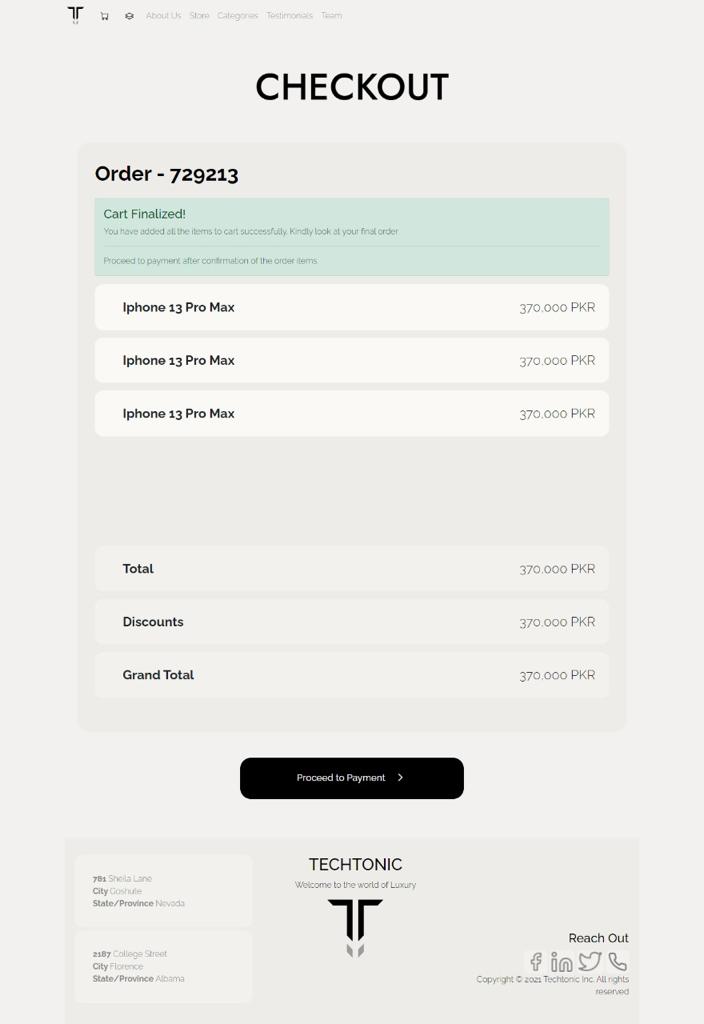 About Us Store Categories Testimonials Team
CHECKOUT
Order - 729213
Cart Finalized!
You have added all the items to cart successfully. Kindly look at your final order
Proceed to payment after confirmation of the order items.
Iphone 13 Pro Max 370.000 PKR
Iphone 13 Pro Max 370.000 PKR
Iphone 13 Pro Max 370.000 PKR
Total 370.000 PKR
Discounts 370.000 PKR
Grand Total 370.000 PKR
Proceed to Payment
781 Sheila Lane
City Goshute
State/Province Nevada
2187 College Street
City Florence
State/Province Albama
TECHTONIC
Welcome to the world of Luxury
Reach Out
Copyright © 2021 Techtonic Inc. All rights
reserved